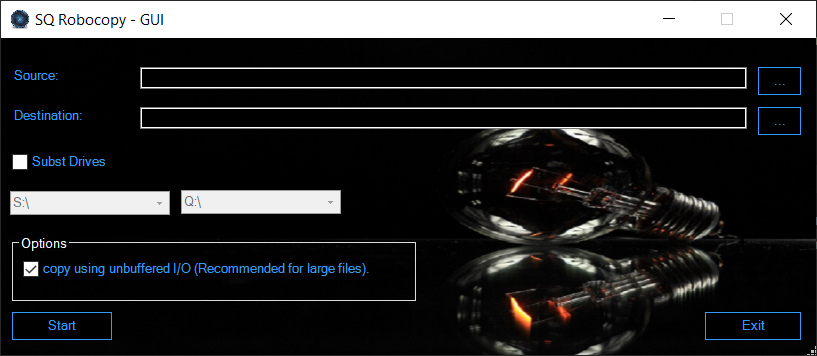 SQ Robocopy - GUI
Source:
...
Destination:
...
Subst Drives
S:\
Q:\
Options
copy using unbuffered I/O (Recommended for large files).
Start
Exit